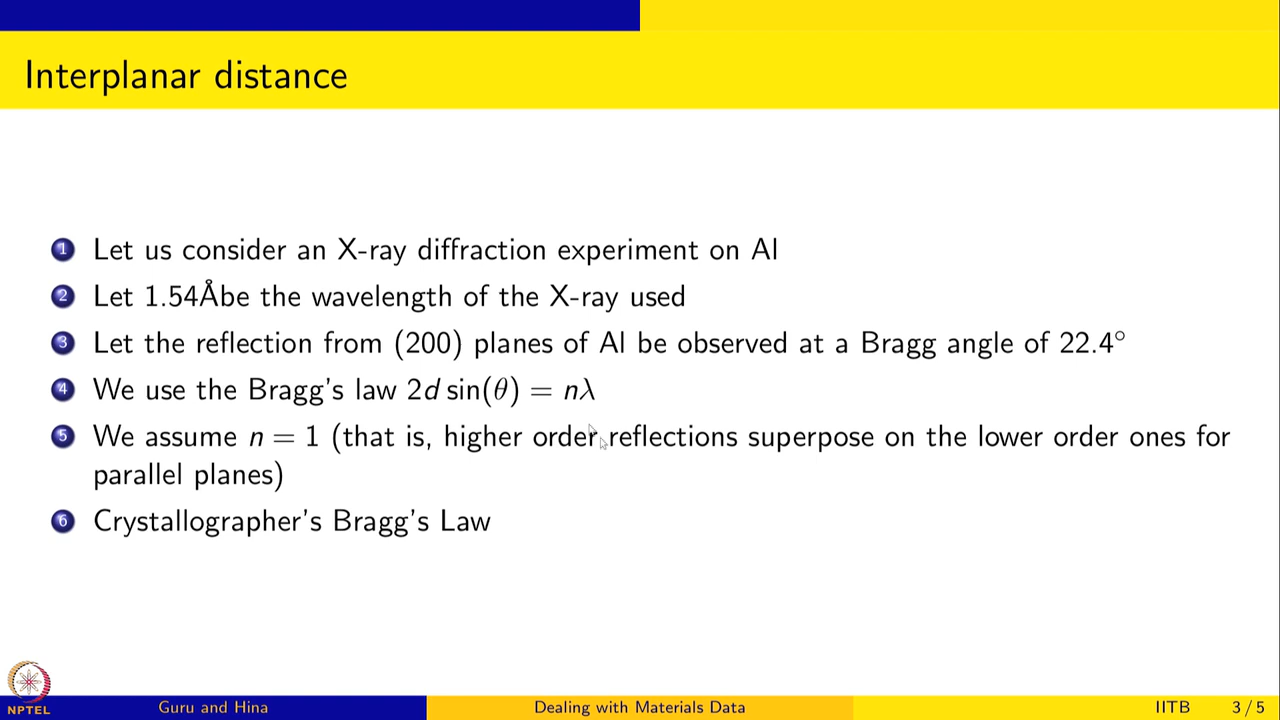 Interplanar distance
1 Let us consider an X-ray diffraction experiment on Al
2 Let 1.54Åbe the wavelength of the X-ray used
3 Let the reflection from (200) planes of Al be observed at a Bragg angle of 22.4°
4 We use the Bragg's law 2d sin(θ) = nλ
5 We assume n = 1 (that is, higher order reflections superpose on the lower order ones for
parallel planes)
6 Crystallographer's Bragg's Law
NPTEL
Guru and Hina
Dealing with Materials Data
IITB
3 / 5